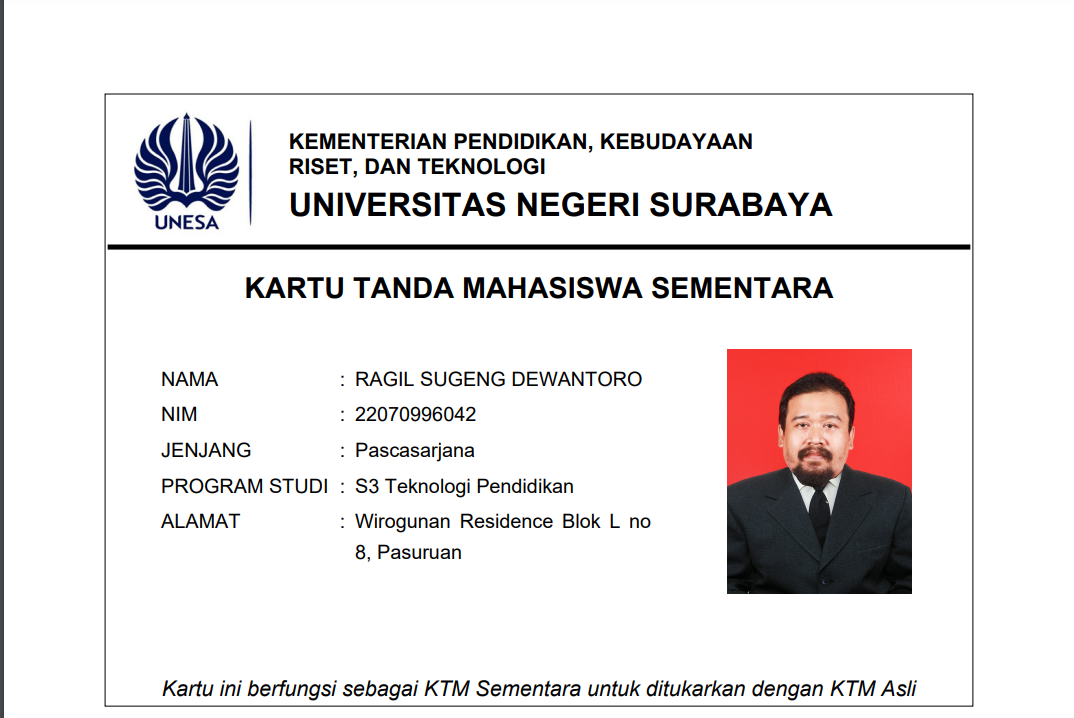 KEMENTERIAN PENDIDIKAN, KEBUDAYAAN
RISET, DAN TEKNOLOGI
UNIVERSITAS NEGERI SURABAYA
UNESA
KARTU TANDA MAHASISWA SEMENTARA
NAMA : RAGIL SUGENG DEWANTORO
NIM : 22070996042
JENJANG : Pascasarjana
PROGRAM STUDI : S3 Teknologi Pendidikan
ALAMAT : Wirogunan Residence Blok L no
8, Pasuruan
Kartu ini berfungsi sebagai KTM Sementara untuk ditukarkan dengan KTM Asli